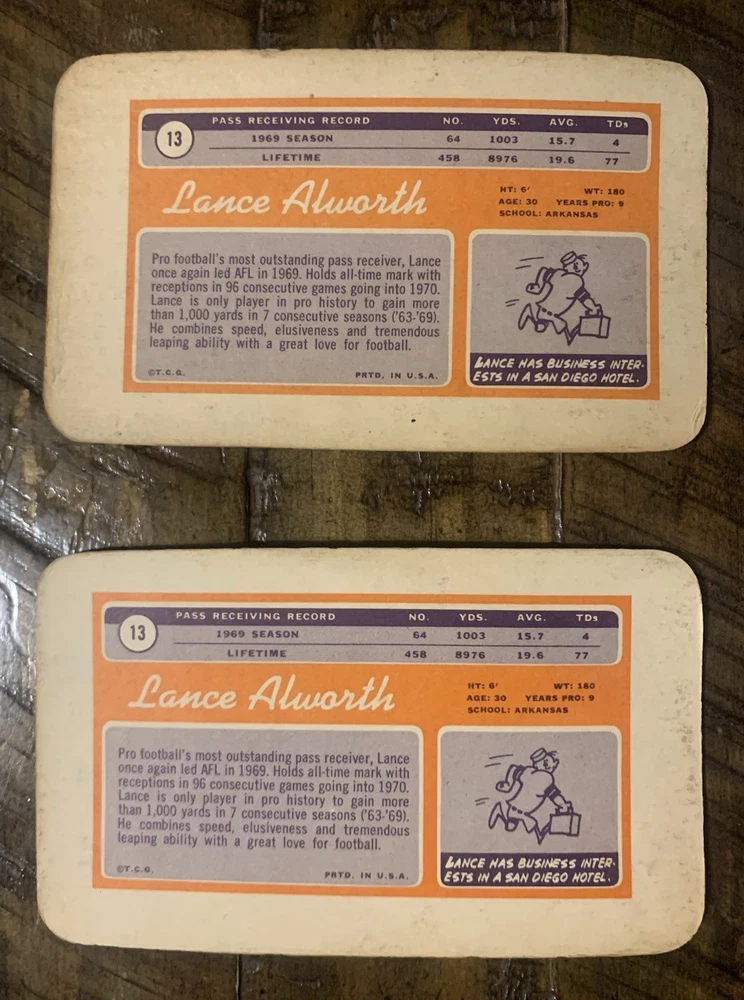 13 PASS RECEIVING RECORD NO. YDS. AVG. TDs
1969 SEASON 64 1003 15.7 4
LIFETIME 458 8976 19.6 77
Lance Alworth
HT: 6' WT: 180
AGE: 30 YEARS PRO: 9
SCHOOL: ARKANSAS
Pro football's most outstanding pass receiver, Lance
once again led AFL in 1969. Holds all-time mark with
receptions in 96 consecutive games going into 1970.
Lance is only player in pro history to gain more
than 1,000 yards in 7 consecutive seasons ('63-'69).
He combines speed, elusiveness and tremendous
leaping ability with a great love for football.
©T.C.G. PRTD. IN U.S.A.
LANCE HAS BUSINESS INTER-
ESTS IN A SAN DIEGO HOTEL.
13 PASS RECEIVING RECORD NO. YDS. AVG. TDs
1969 SEASON 64 1003 15.7 4
LIFETIME 458 8976 19.6 77
Lance Alworth
HT: 6' WT: 180
AGE: 30 YEARS PRO: 9
SCHOOL: ARKANSAS
Pro football's most outstanding pass receiver, Lance
once again led AFL in 1969. Holds all-time mark with
receptions in 96 consecutive games going into 1970.
Lance is only player in pro history to gain more
than 1,000 yards in 7 consecutive seasons ('63-'69).
He combines speed, elusiveness and tremendous
leaping ability with a great love for football.
©T.C.G. PRTD. IN U.S.A.
LANCE HAS BUSINESS INTER-
ESTS IN A SAN DIEGO HOTEL.